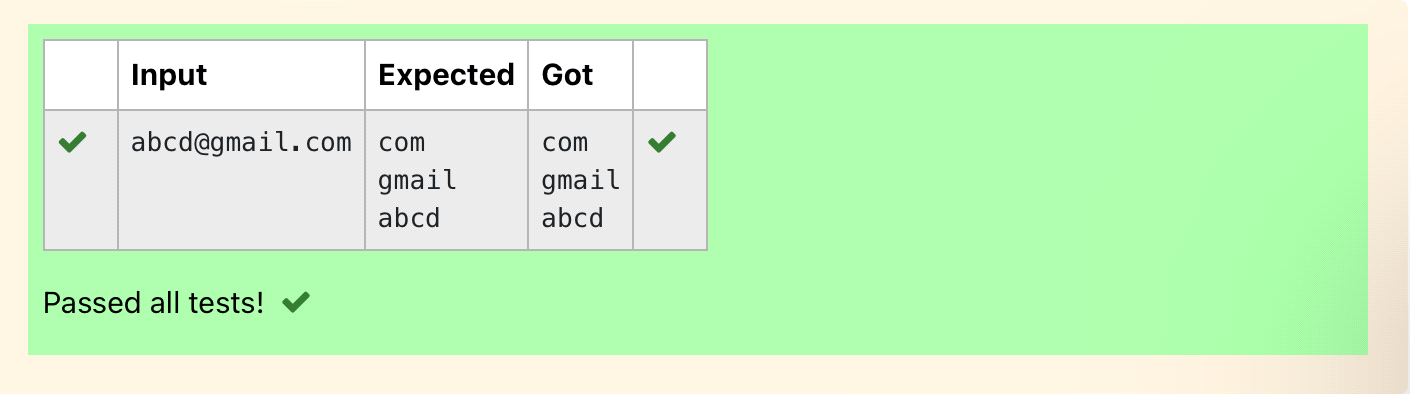 Input Expected Got
abcd@gmail.com com com
gmail gmail
abcd abcd
Passed all tests!